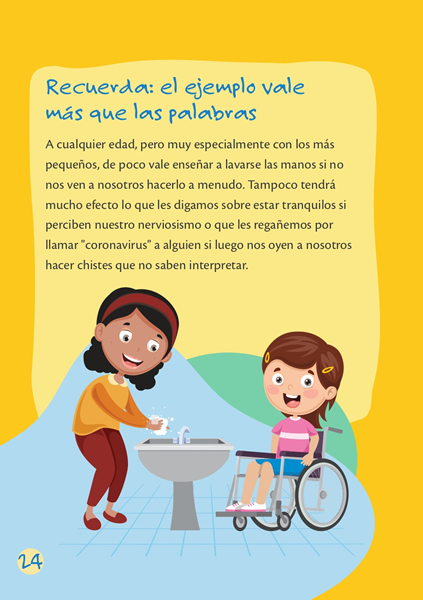 Recuerda: el ejemplo vale
más que las palabras
A cualquier edad, pero muy especialmente con los más
pequeños, de poco vale enseñar a lavarse las manos si no
nos ven a nosotros hacerlo a menudo. Tampoco tendrá
mucho efecto lo que les digamos sobre estar tranquilos si
perciben nuestro nerviosismo o que les regañemos por
llamar "coronavirus" a alguien si luego nos oyen a nosotros
hacer chistes que no saben interpretar.
24